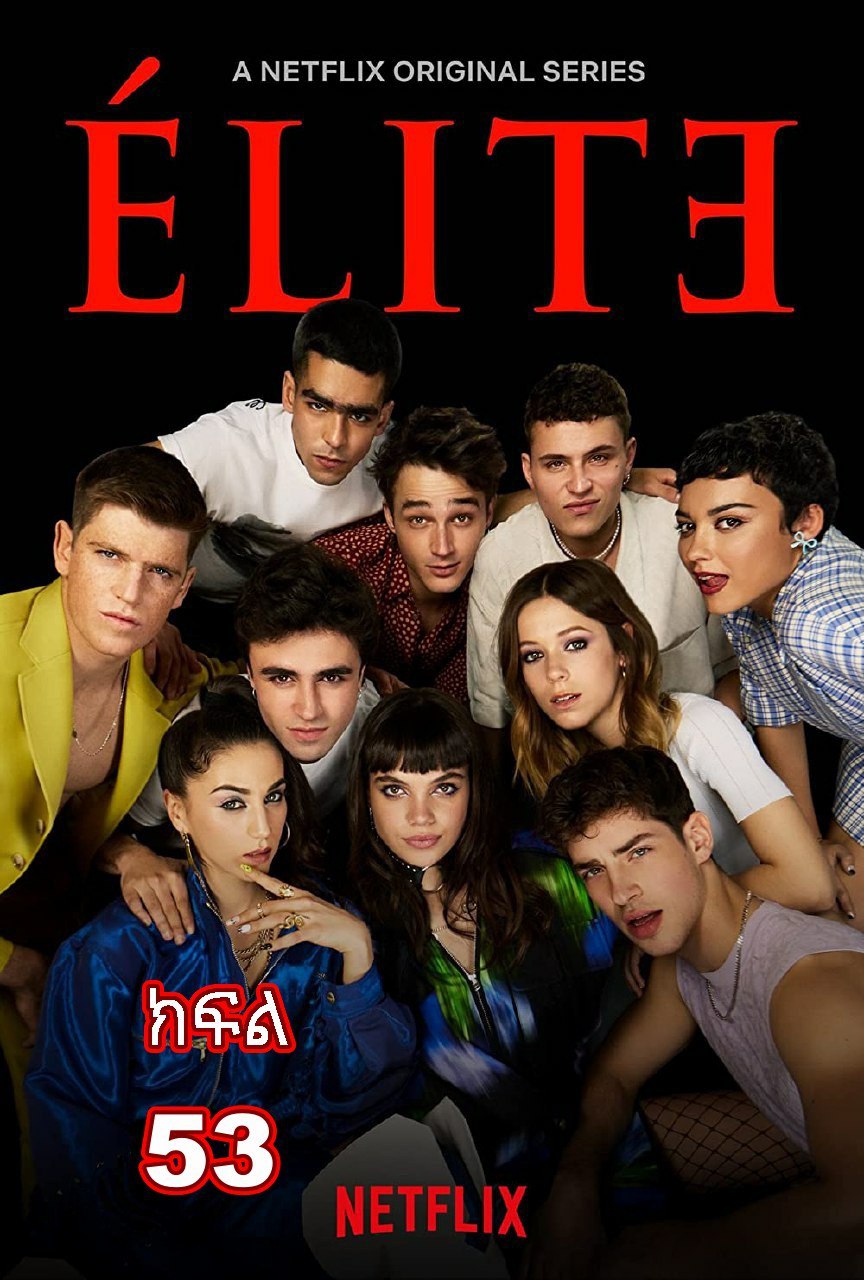 A NETFLIX ORIGINAL SERIES
ÉLITE
ክፍል
53
NETFLIX